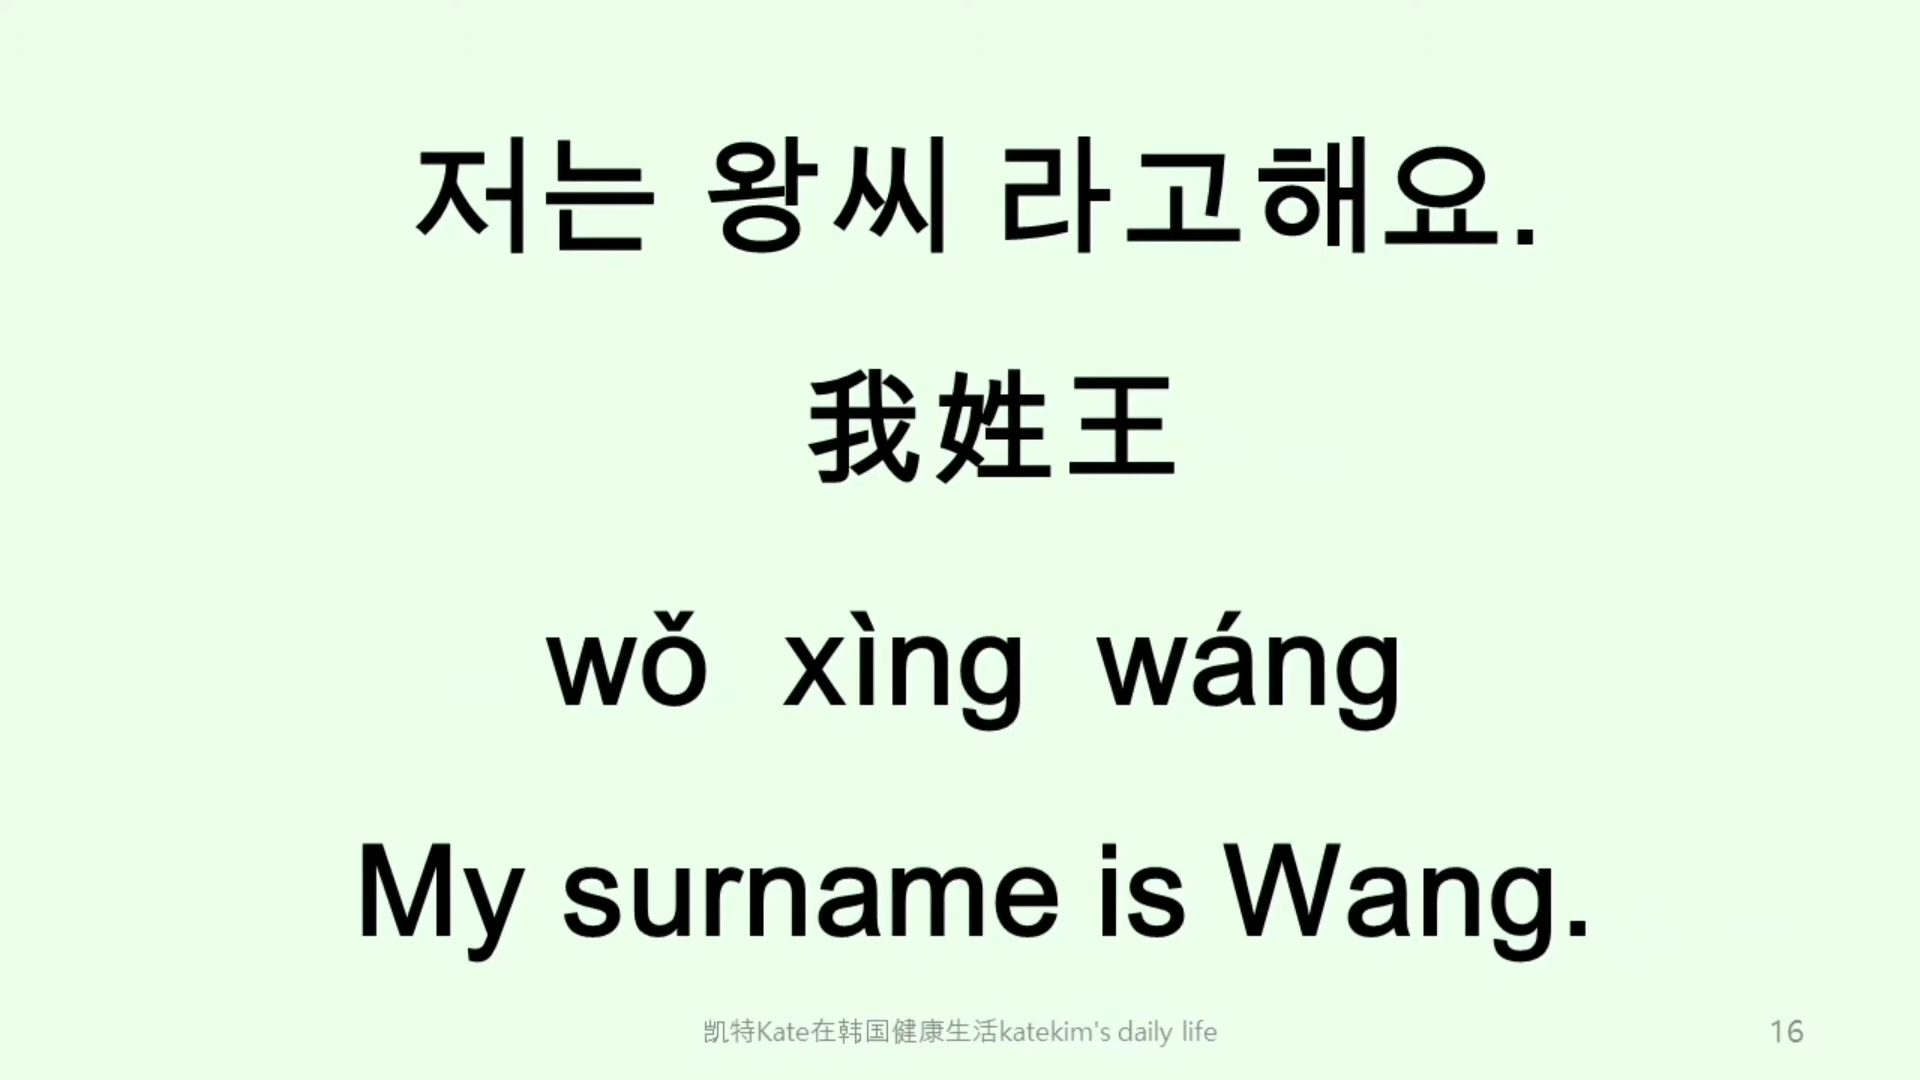 저는 왕씨 라고해요.
我姓王
wǒ xìng wáng
My surname is Wang.
凯特Kate在韩国健康生活katekim's daily life
16